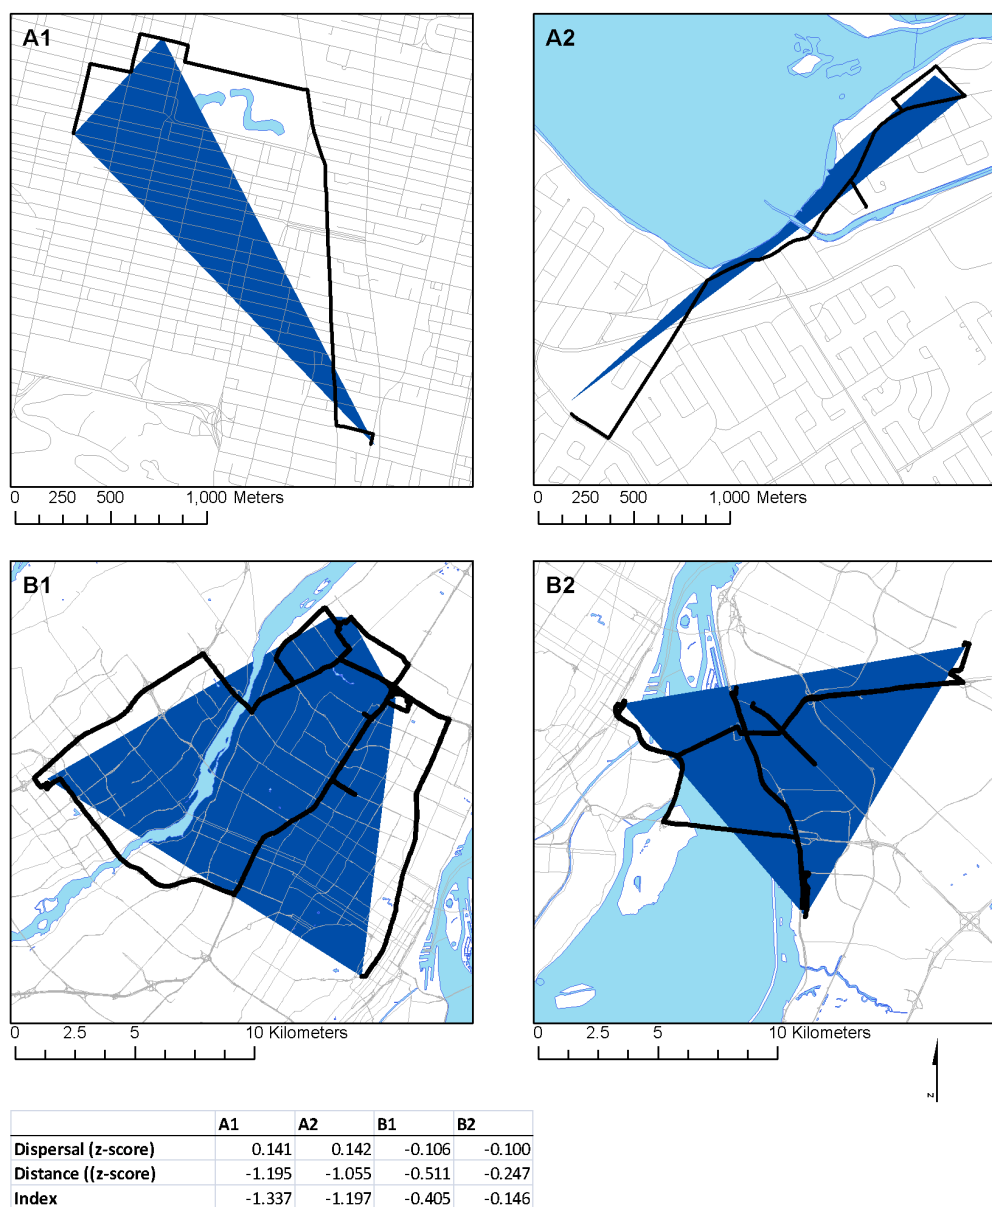 A1
A2
0 250 500 1,000 Meters
0 250 500 1,000 Meters
B1
B2
0 2.5 5 10 Kilometers
0 2.5 5 10 Kilometers
N
A1 A2 B1 B2
Dispersal (z-score) 0.141 0.142 -0.106 -0.100
Distance ((z-score) -1.195 -1.055 -0.511 -0.247
Index -1.337 -1.197 -0.405 -0.146